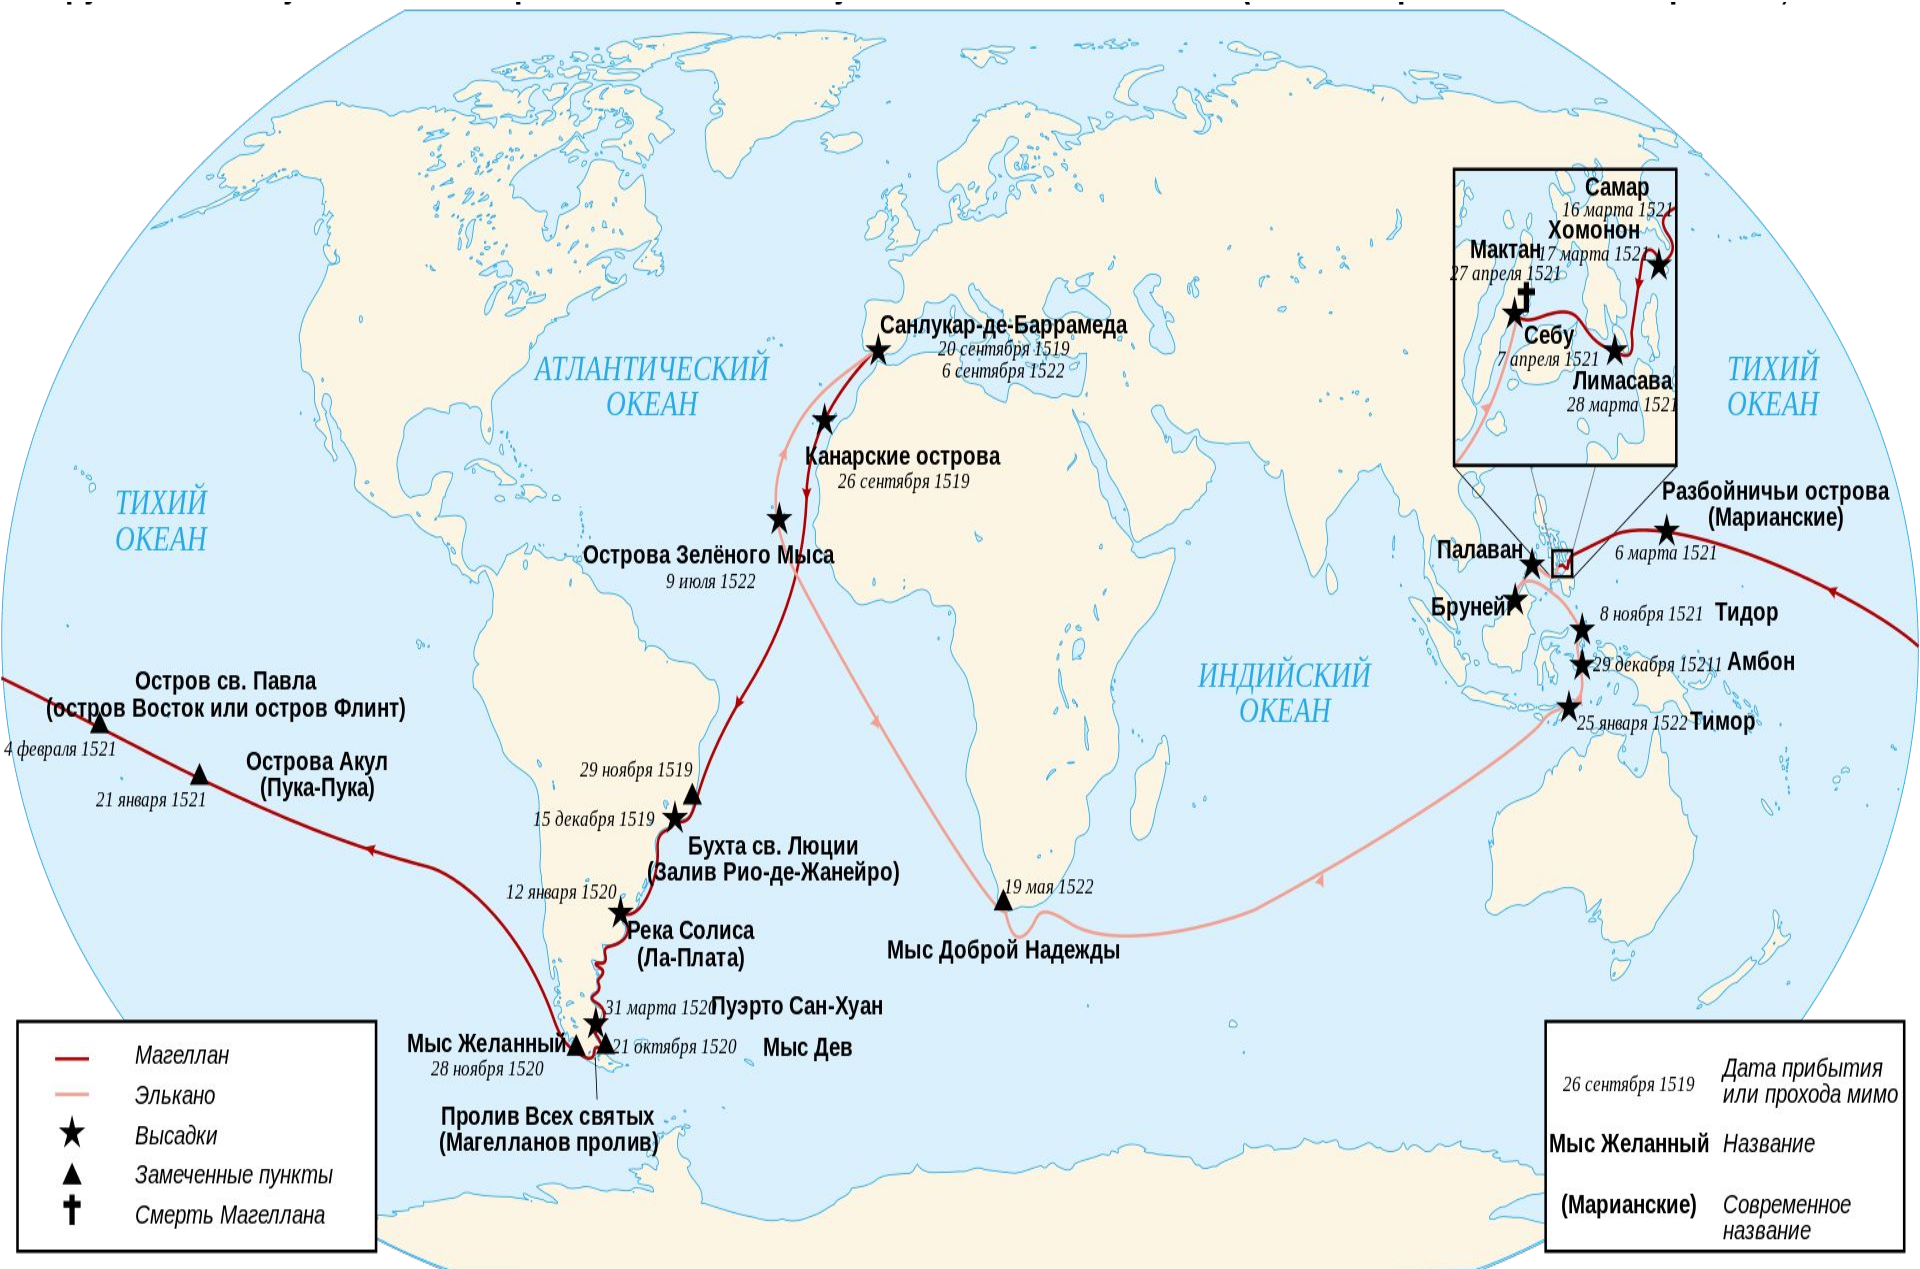 Самар
16 марта 1521
Хомонон
17 марта 1521
Мактан
27 апреля 1521
Себу
7 апреля 1521
Лимасава
28 марта 1521
Санлукар-де-Баррамеда
20 сентября 1519
6 сентября 1522
АТЛАНТИЧЕСКИЙ
ОКЕАН
ТИХИЙ
ОКЕАН
Канарские острова
26 сентября 1519
ТИХИЙ
ОКЕАН
Разбойничьи острова
(Марианские)
6 марта 1521
Острова Зелёного Мыса
9 июля 1522
Палаван
Бруней
8 ноября 1521 Тидор
29 декабря 15211 Амбон
25 января 1522 Тимор
ИНДИЙСКИЙ
ОКЕАН
Остров св. Павла
(остров Восток или остров Флинт)
4 февраля 1521
Острова Акул
(Пука-Пука)
21 января 1521
29 ноября 1519
15 декабря 1519
Бухта св. Люции
(Залив Рио-де-Жанейро)
12 января 1520
Река Солиса
(Ла-Плата)
19 мая 1522
Мыс Доброй Надежды
31 марта 1520 Пуэрто Сан-Хуан
Мыс Желанный
28 ноября 1520
21 октября 1520 Мыс Дев
Пролив Всех святых
(Магелланов пролив)
Магеллан
Элькано
Высадки
Замеченные пункты
Смерть Магеллана
26 сентября 1519 Дата прибытия
или прохода мимо
Мыс Желанный Название
(Марианские) Современное
название